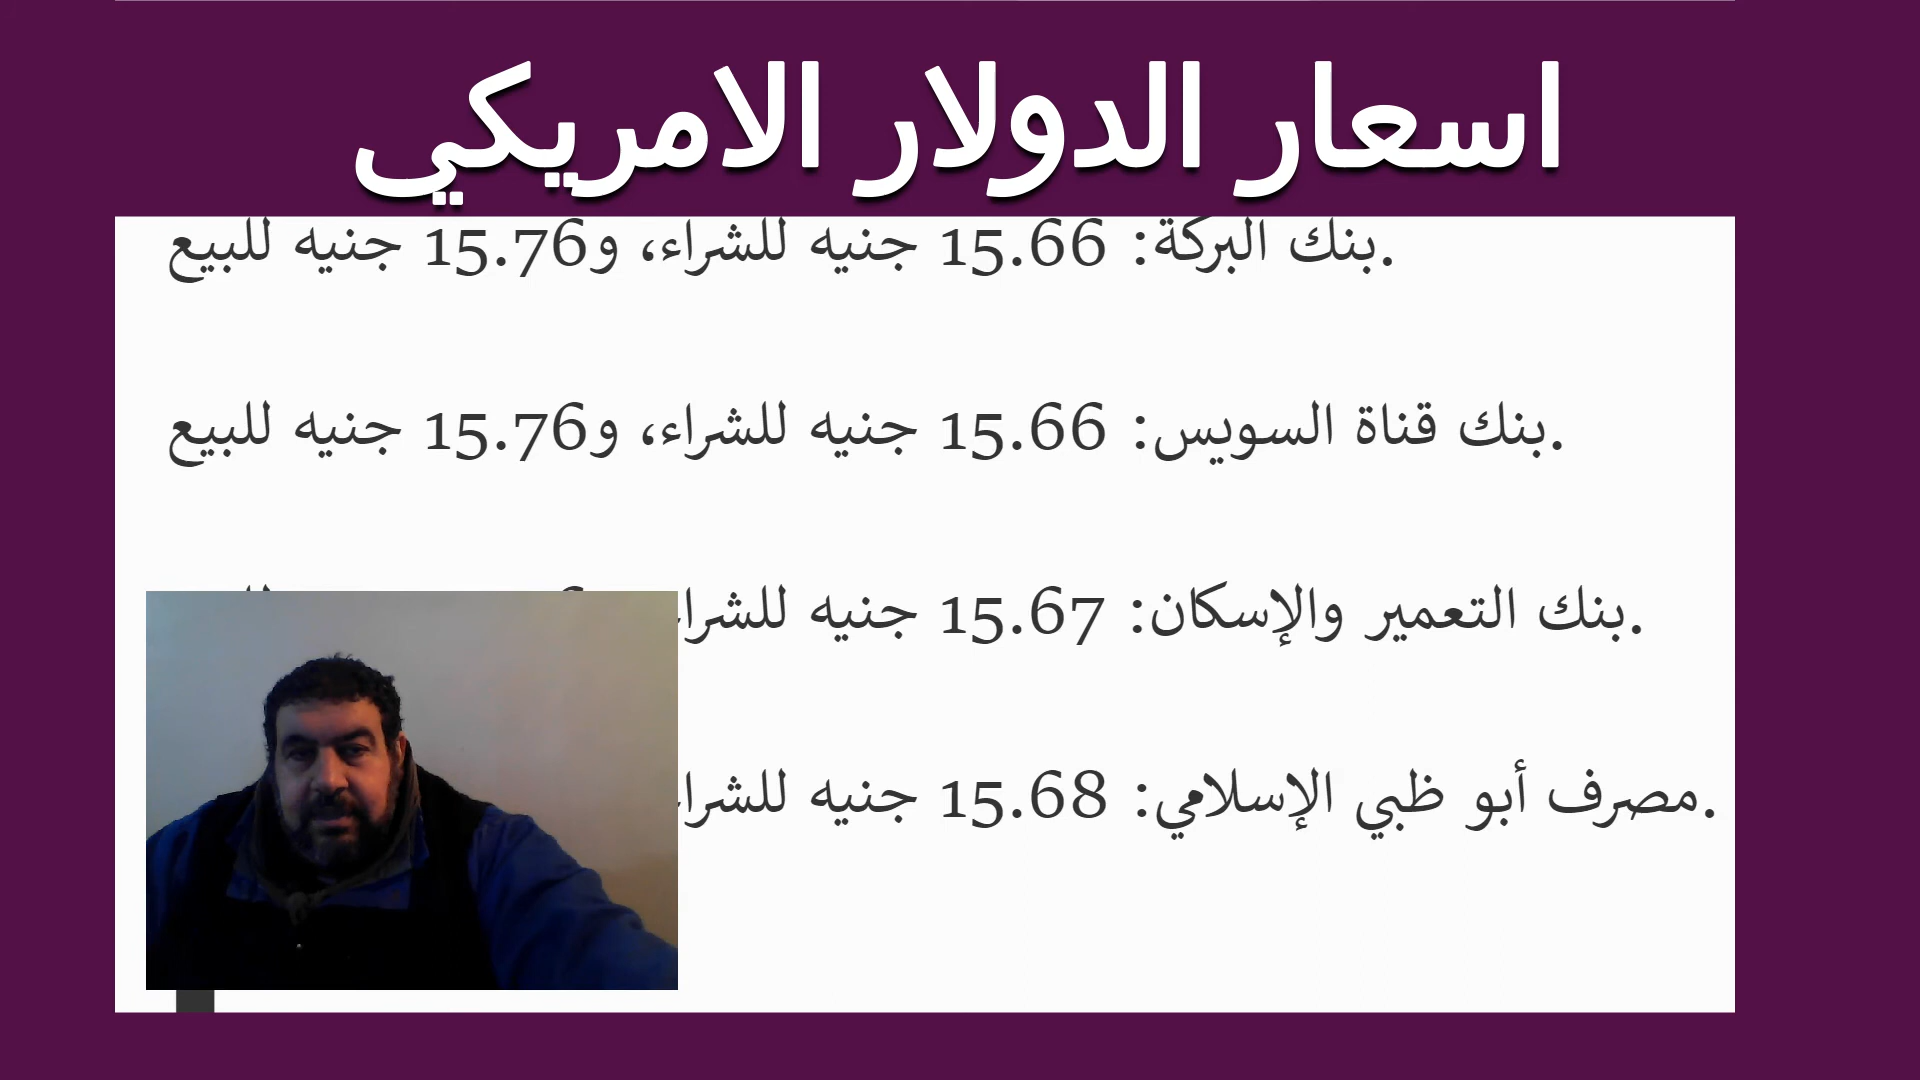 اسعار الدولار الامريكي
بنك البركة: 15.66 جنيه للشراء، و15.76 جنيه للبيع.
بنك قناة السويس: 15.66 جنيه للشراء، و15.76 جنيه للبيع.
بنك التعمير والإسكان: 15.67 جنيه
مصرف أبو ظبي الإسلامي: 15.68 جنيه